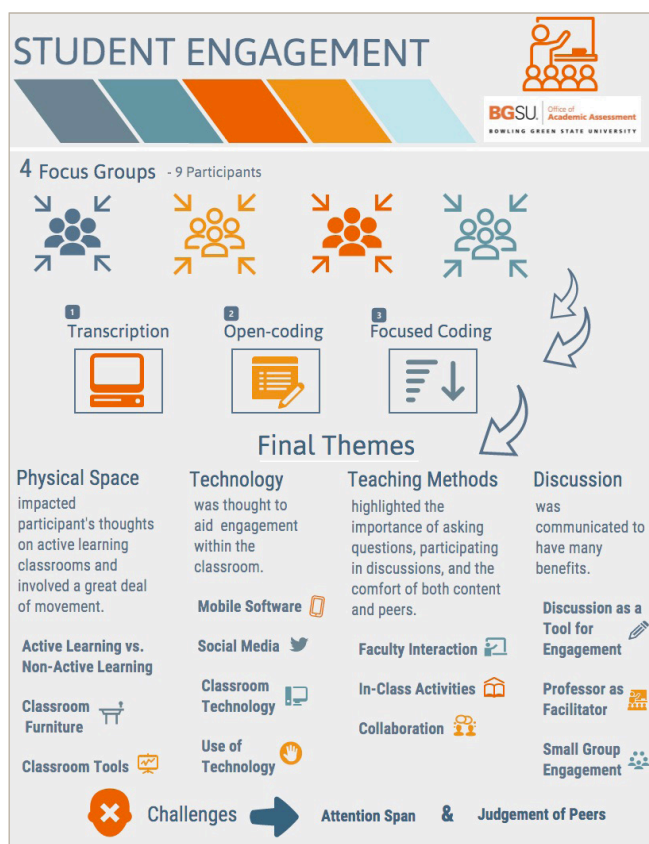 STUDENT ENGAGEMENT
BGSU. Office of
Academic Assessment
BOWLING GREEN STATE UNIVERSITY
4 Focus Groups - 9 Participants
1
Transcription
2
Open-coding
3
Focused Coding
Final Themes
Physical Space
impacted
participant's thoughts
on active learning
classrooms and
involved a great deal
of movement.
Active Learning vs.
Non-Active Learning
Classroom
Furniture
Classroom Tools
Technology
was thought to
aid engagement
within the
classroom.
Mobile Software
Social Media
Classroom
Technology
Use of
Technology
Teaching Methods
highlighted the
importance of asking
questions, participating
in discussions, and the
comfort of both content
and peers.
Faculty Interaction
In-Class Activities
Collaboration
Discussion
was
communicated to
have many
benefits.
Discussion as a
Tool for
Engagement
Professor as
Facilitator
Small Group
Engagement
Challenges
Attention Span & Judgement of Peers